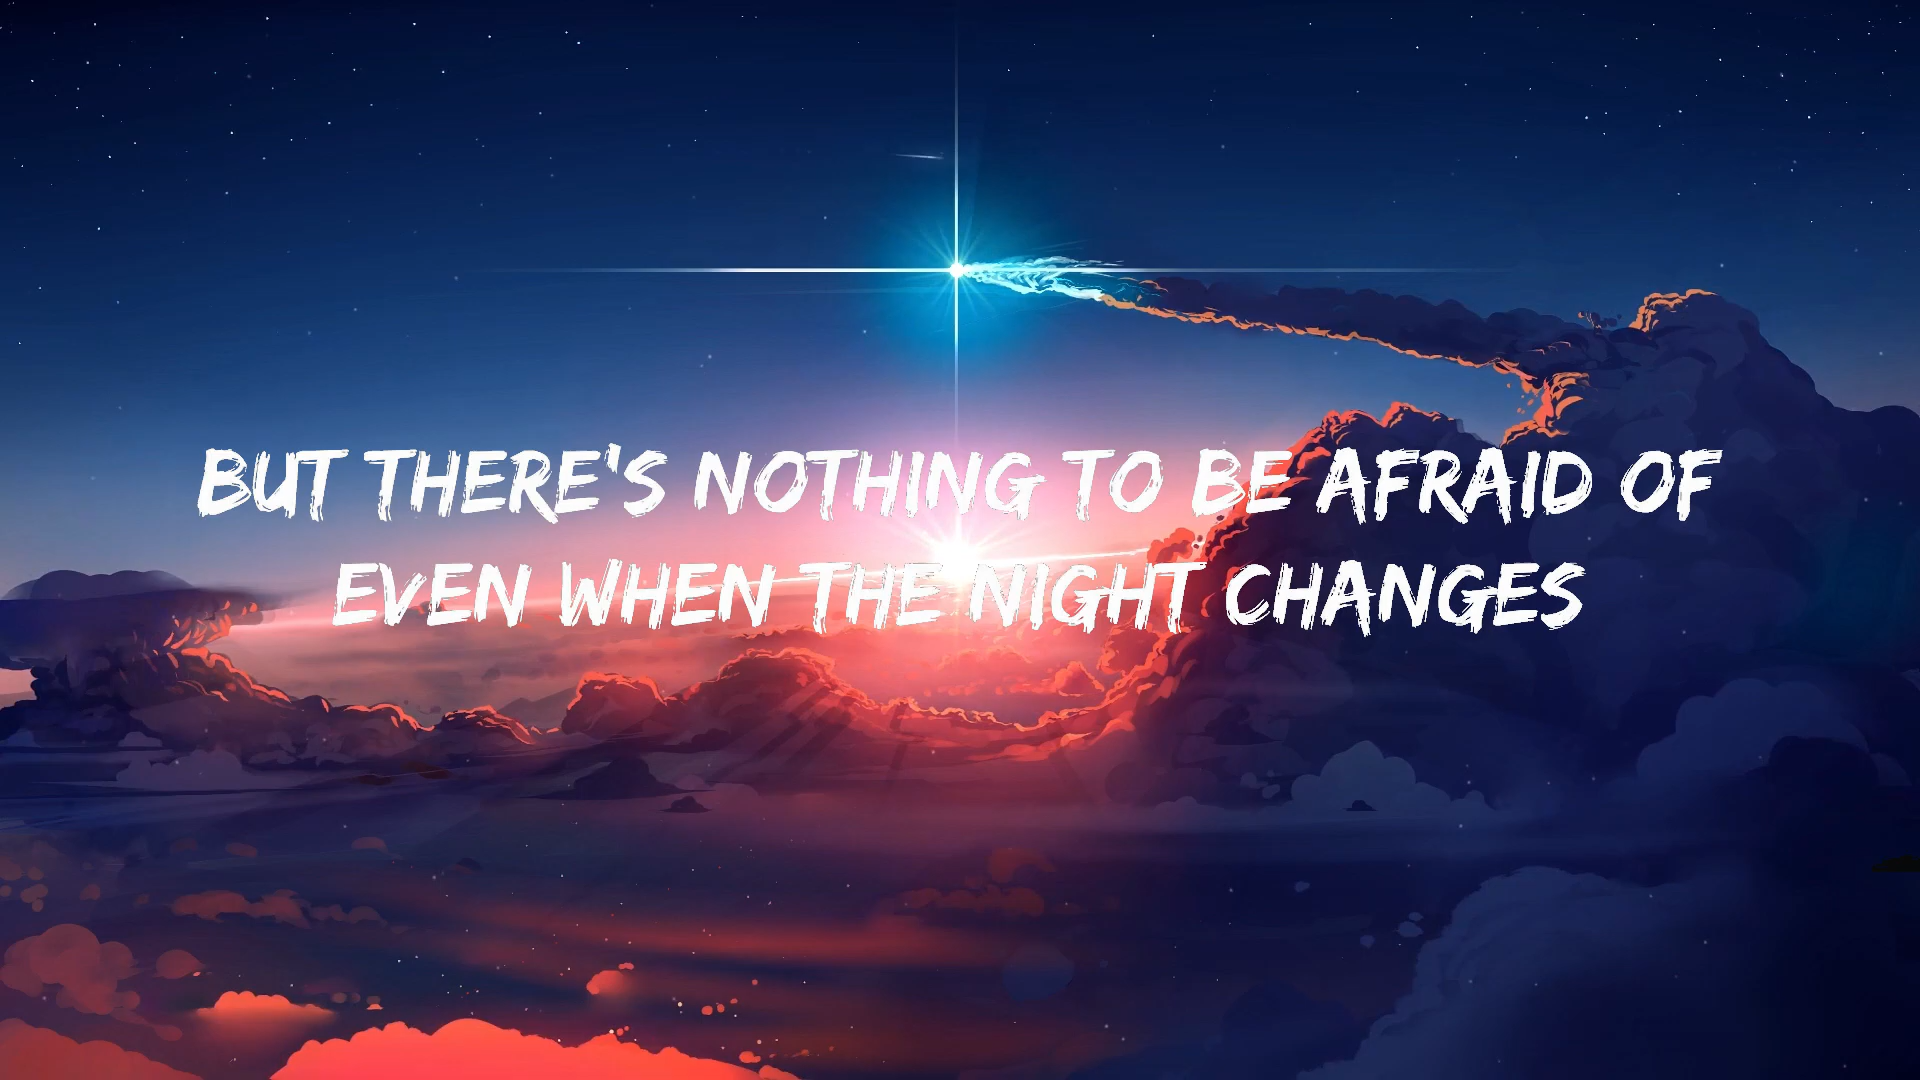 BUT THERE'S NOTHING TO BE AFRAID OF
EVEN WHEN THE NIGHT CHANGES